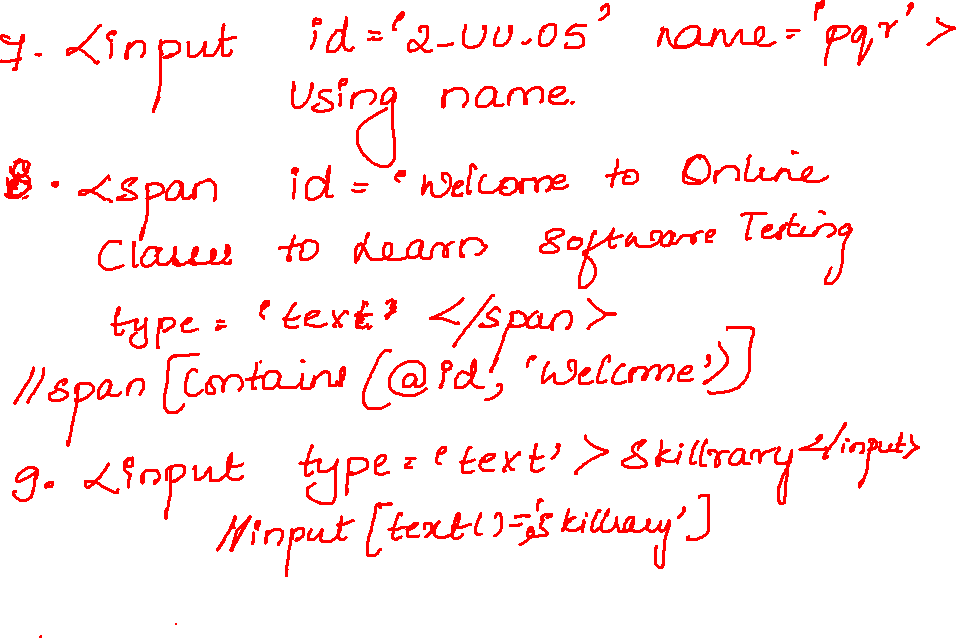 7. <input id='2-UU.05' name='pqr'>
Using name.
8. <span id='Welcome to Online
Classes to Learn Software Testing
type='text' </span>
//span[Contains(@id, 'Welcome')]
9. <input type='text'>Skillrary</input>
//input[text()='Skillrary']